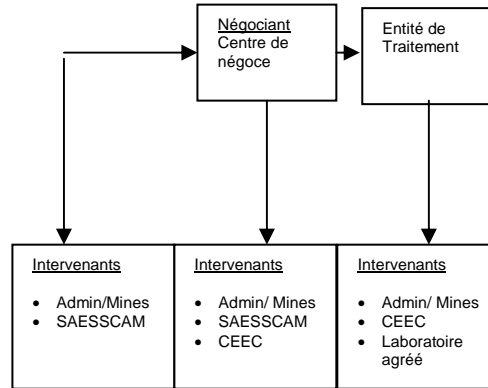 Négociant
Centre de
négoce
Entité de
Traitement
Intervenants
• Admin/Mines
• SAESSCAM
Intervenants
• Admin/ Mines
• SAESSCAM
• CEEC
Intervenants
• Admin/ Mines
• CEEC
• Laboratoire
agréé